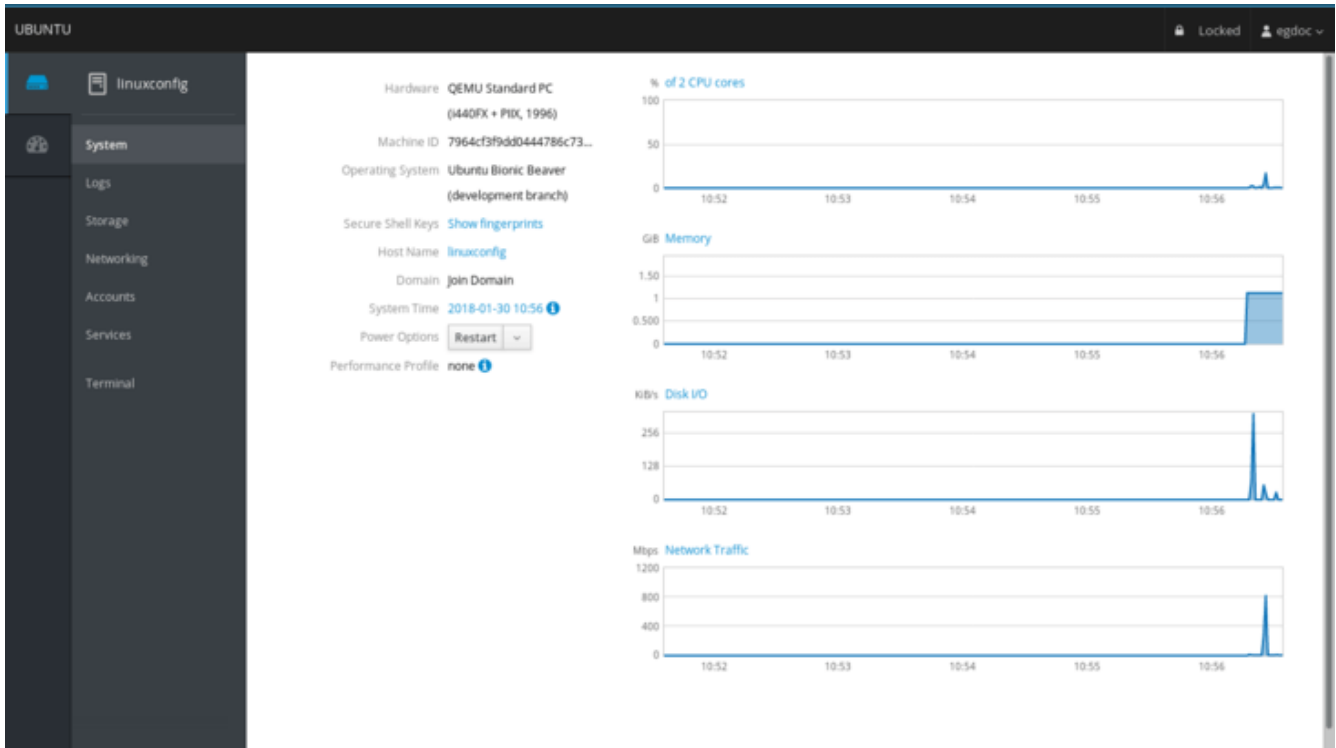 UBUNTU
Locked
egdoc
linuxconfig
System
Logs
Storage
Networking
Accounts
Services
Terminal
Hardware QEMU Standard PC
(i440FX + PIIX, 1996)
Machine ID 7964cf3f9dd0444786c73...
Operating System Ubuntu Bionic Beaver
(development branch)
Secure Shell Keys Show fingerprints
Host Name linuxconfig
Domain Join Domain
System Time 2018-01-30 10:56
Power Options Restart
Performance Profile none
% of 2 CPU cores
100
50
0
10:52 10:53 10:54 10:55 10:56
GiB Memory
1.50
1
0.500
0
10:52 10:53 10:54 10:55 10:56
KiB/s Disk I/O
256
128
0
10:52 10:53 10:54 10:55 10:56
Mbps Network Traffic
1200
800
400
0
10:52 10:53 10:54 10:55 10:56